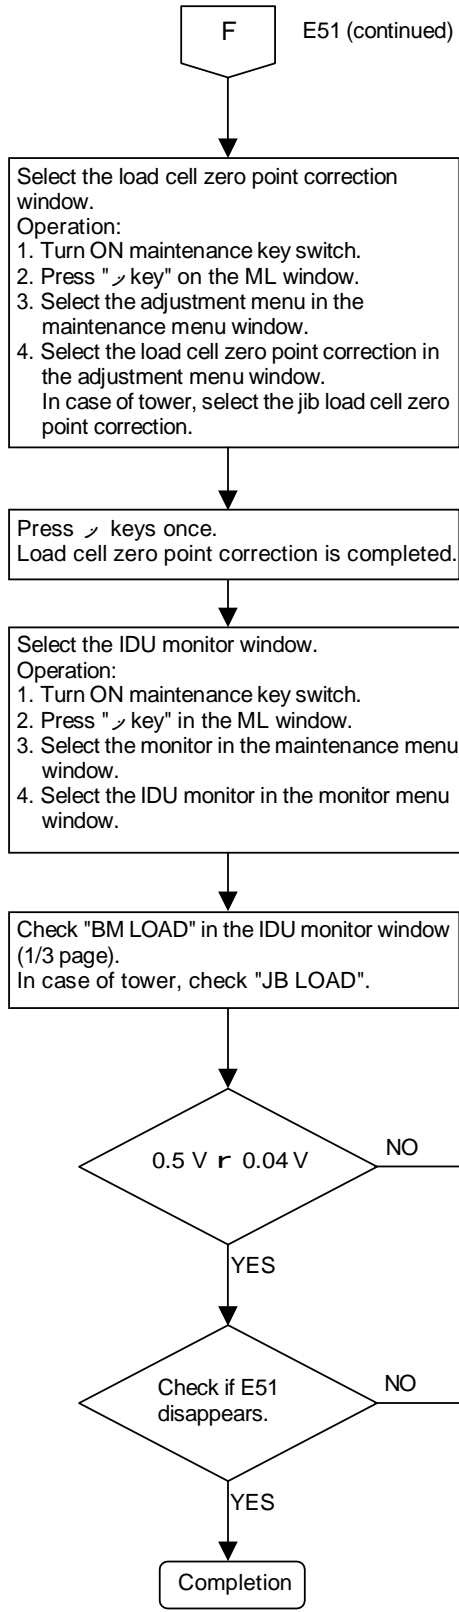 F
E51 (continued)
Select the load cell zero point correction
window.
Operation:
1. Turn ON maintenance key switch.
2. Press "ッ key" on the ML window.
3. Select the adjustment menu in the
maintenance menu window.
4. Select the load cell zero point correction in
the adjustment menu window.
In case of tower, select the jib load cell zero
point correction.
Press ッ keys once.
Load cell zero point correction is completed.
Select the IDU monitor window.
Operation:
1. Turn ON maintenance key switch.
2. Press "ッ key" in the ML window.
3. Select the monitor in the maintenance menu
window.
4. Select the IDU monitor in the monitor menu
window.
Check "BM LOAD" in the IDU monitor window
(1/3 page).
In case of tower, check "JB LOAD".
0.5 V r 0.04 V
NO
YES
Check if E51
disappears.
NO
YES
Completion